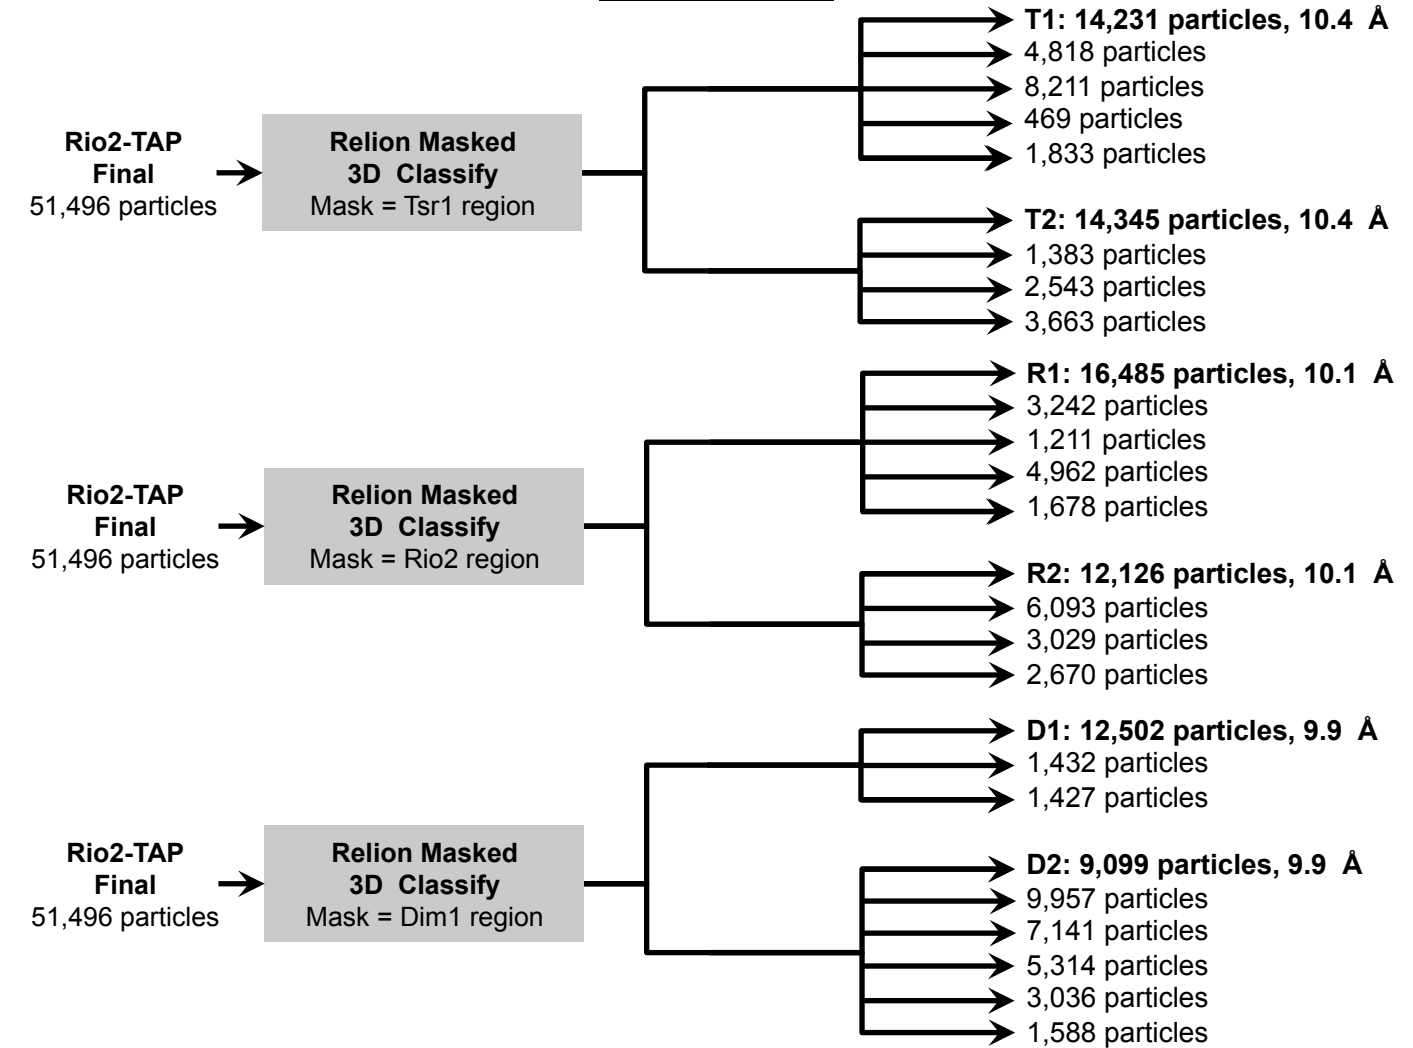 Rio2-TAP
Final
51,496 particles
Relion Masked
3D Classify
Mask = Tsr1 region
T1: 14,231 particles, 10.4 Å
4,818 particles
8,211 particles
469 particles
1,833 particles
T2: 14,345 particles, 10.4 Å
1,383 particles
2,543 particles
3,663 particles
Rio2-TAP
Final
51,496 particles
Relion Masked
3D Classify
Mask = Rio2 region
R1: 16,485 particles, 10.1 Å
3,242 particles
1,211 particles
4,962 particles
1,678 particles
R2: 12,126 particles, 10.1 Å
6,093 particles
3,029 particles
2,670 particles
Rio2-TAP
Final
51,496 particles
Relion Masked
3D Classify
Mask = Dim1 region
D1: 12,502 particles, 9.9 Å
1,432 particles
1,427 particles
D2: 9,099 particles, 9.9 Å
9,957 particles
7,141 particles
5,314 particles
3,036 particles
1,588 particles